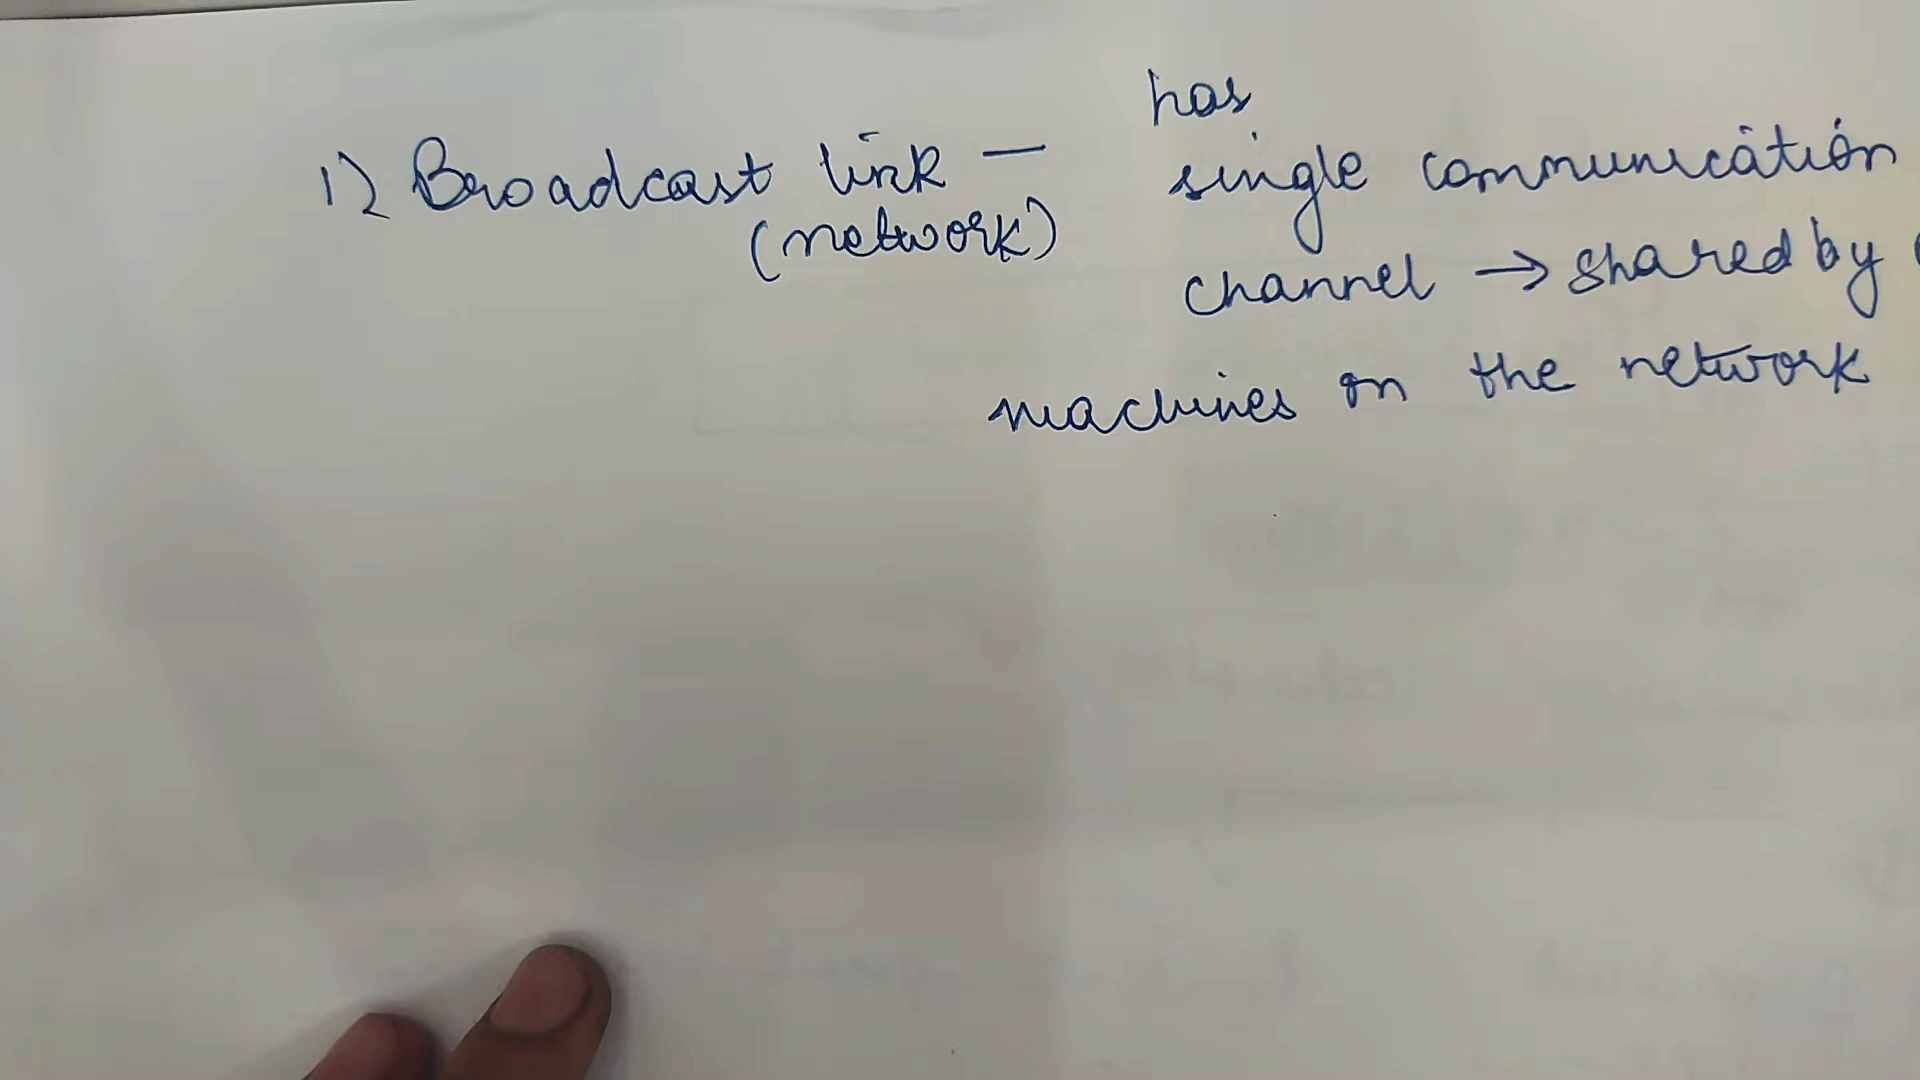 has
1) Broadcast link — single communication
(network)
channel → shared by
machines on the network